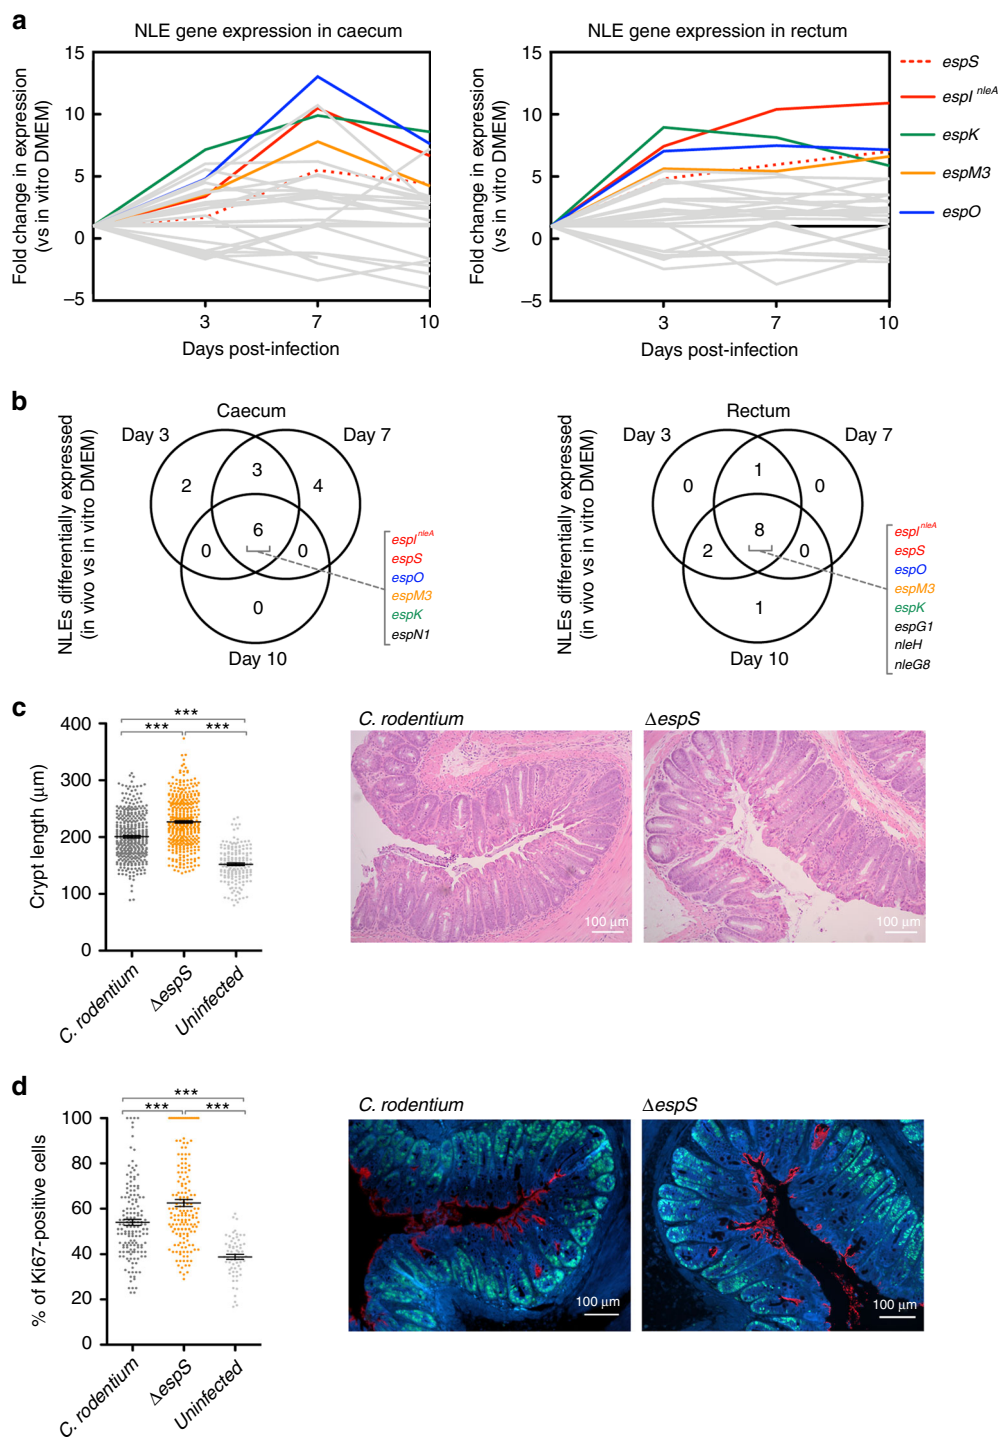 a
NLE gene expression in caecum
Fold change in expression
(vs in vitro DMEM)
15
10
5
0
–5
3
7
10
Days post-infection
NLE gene expression in rectum
Fold change in expression
(vs in vitro DMEM)
15
10
5
0
–5
3
7
10
Days post-infection
espS
espI nleA
espK
espM3
espO
b
NLEs differentially expressed
(in vivo vs in vitro DMEM)
Caecum
Day 3
Day 7
2
3
4
6
0
0
0
Day 10
espI nleA
espS
espO
espM3
espK
espN1
NLEs differentially expressed
(in vivo vs in vitro DMEM)
Rectum
Day 3
Day 7
0
1
0
8
2
0
1
Day 10
espI nleA
espS
espO
espM3
espK
espG1
nleH
nleG8
c
Crypt length (μm)
400
300
200
100
0
***
***
***
C. rodentium
ΔespS
Uninfected
C. rodentium
100 μm
ΔespS
100 μm
d
% of Ki67-positive cells
100
80
60
40
20
0
***
***
***
C. rodentium
ΔespS
Uninfected
C. rodentium
100 μm
ΔespS
100 μm